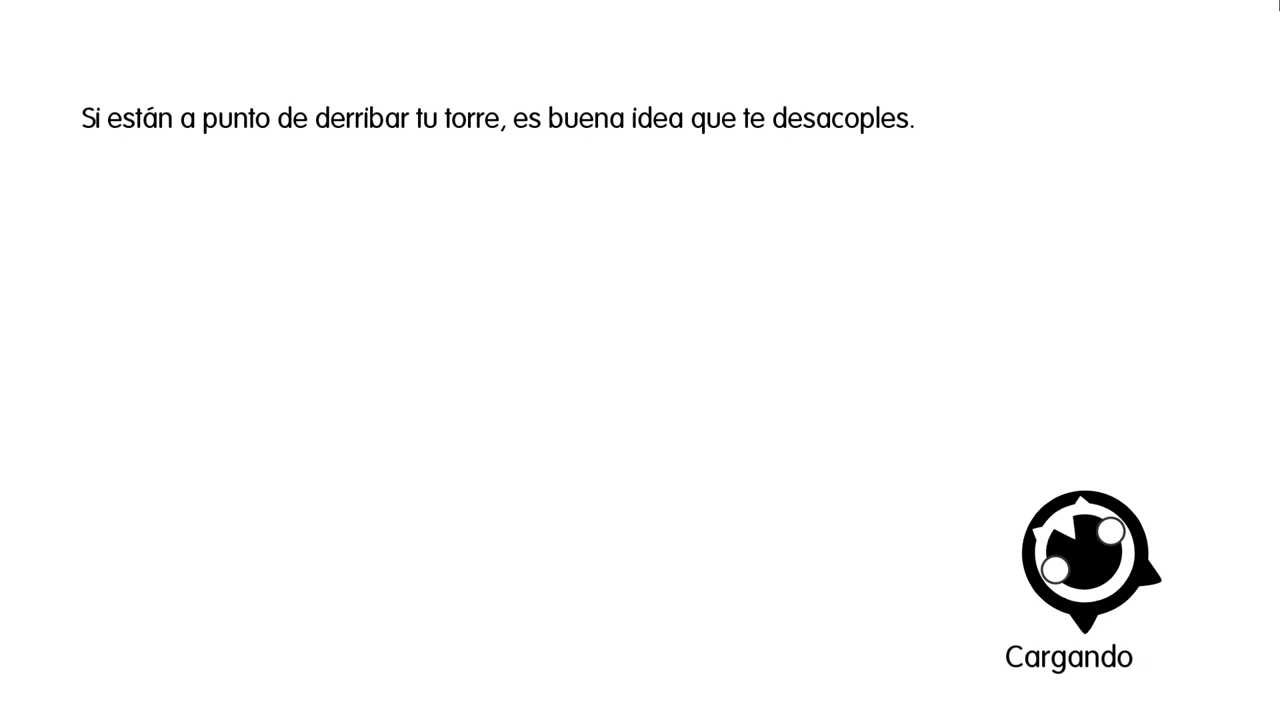 Si están a punto de derribar tu torre, es buena idea que te desacoples.
Cargando